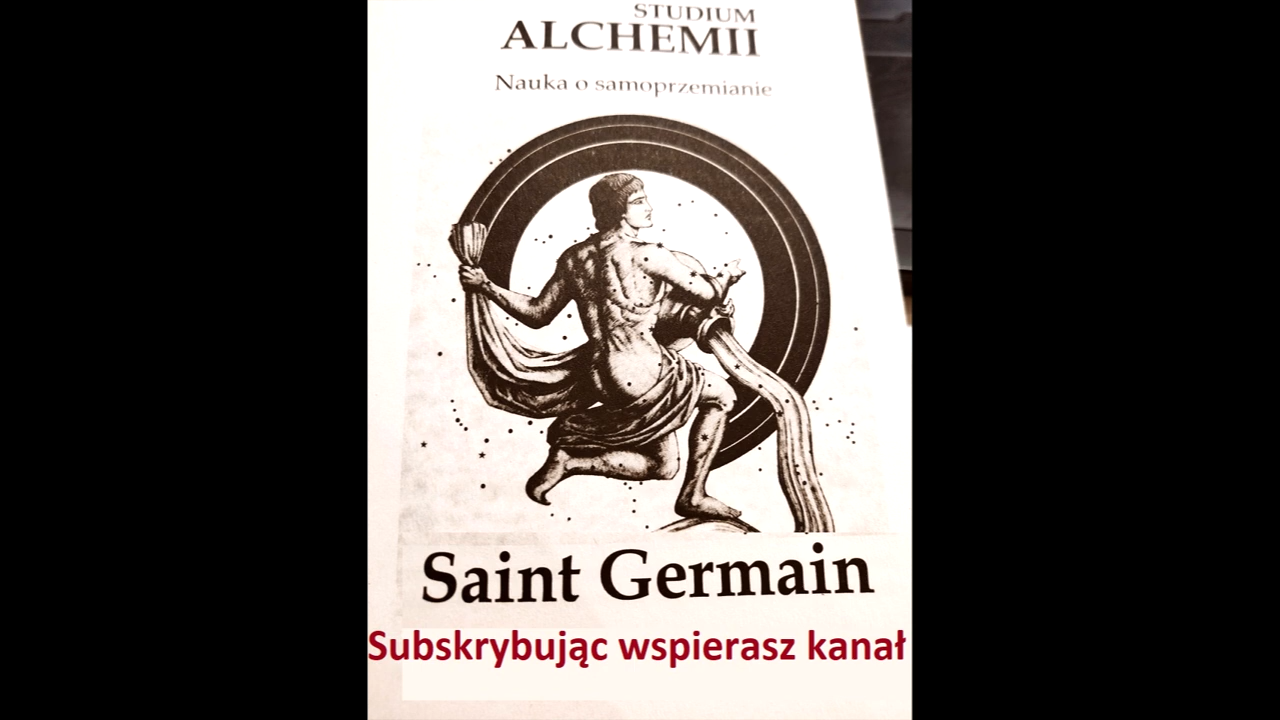 STUDIUM
ALCHEMII
Nauka o samoprzemianie
Saint Germain
Subskrybując wspierasz kanał